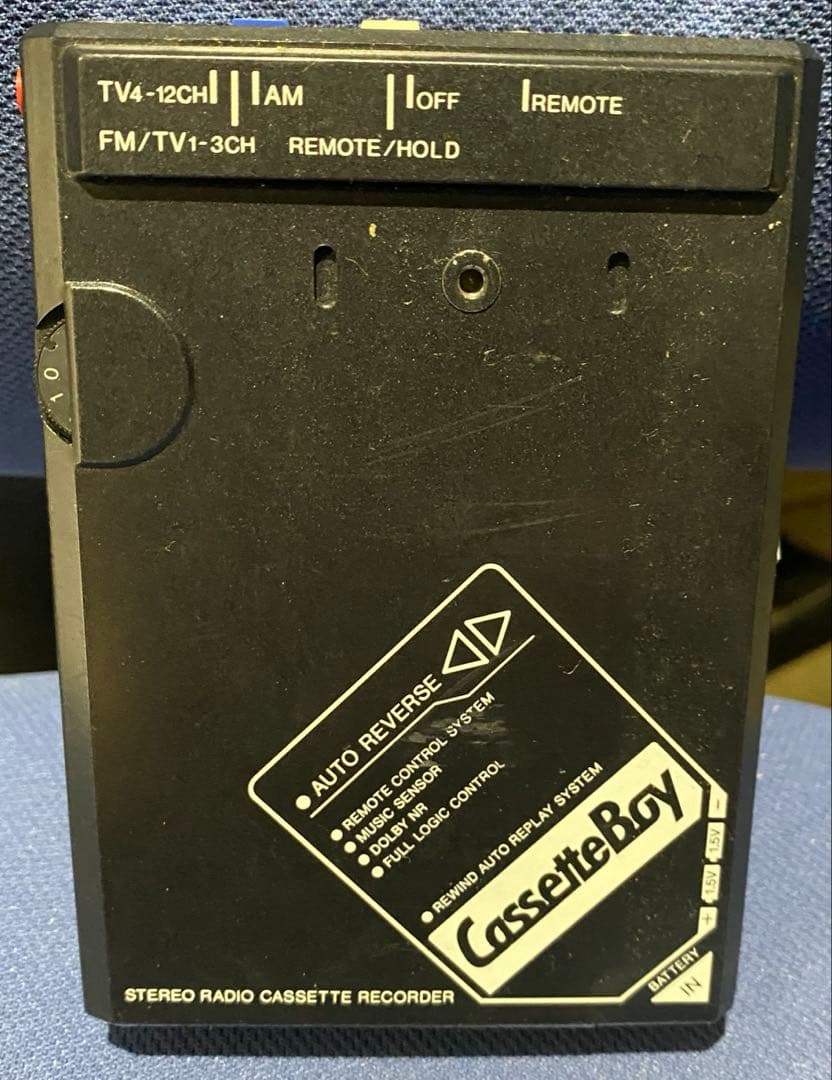 TV4-12CH AM OFF REMOTE
FM/TV1-3CH REMOTE/HOLD
VOL
AUTO REVERSE
REMOTE CONTROL SYSTEM
MUSIC SENSOR
DOLBY NR
FULL LOGIC CONTROL
REWIND AUTO REPLAY SYSTEM
CassetteBoy
+ 1.5V 1.5V −
BATTERY
IN
STEREO RADIO CASSETTE RECORDER